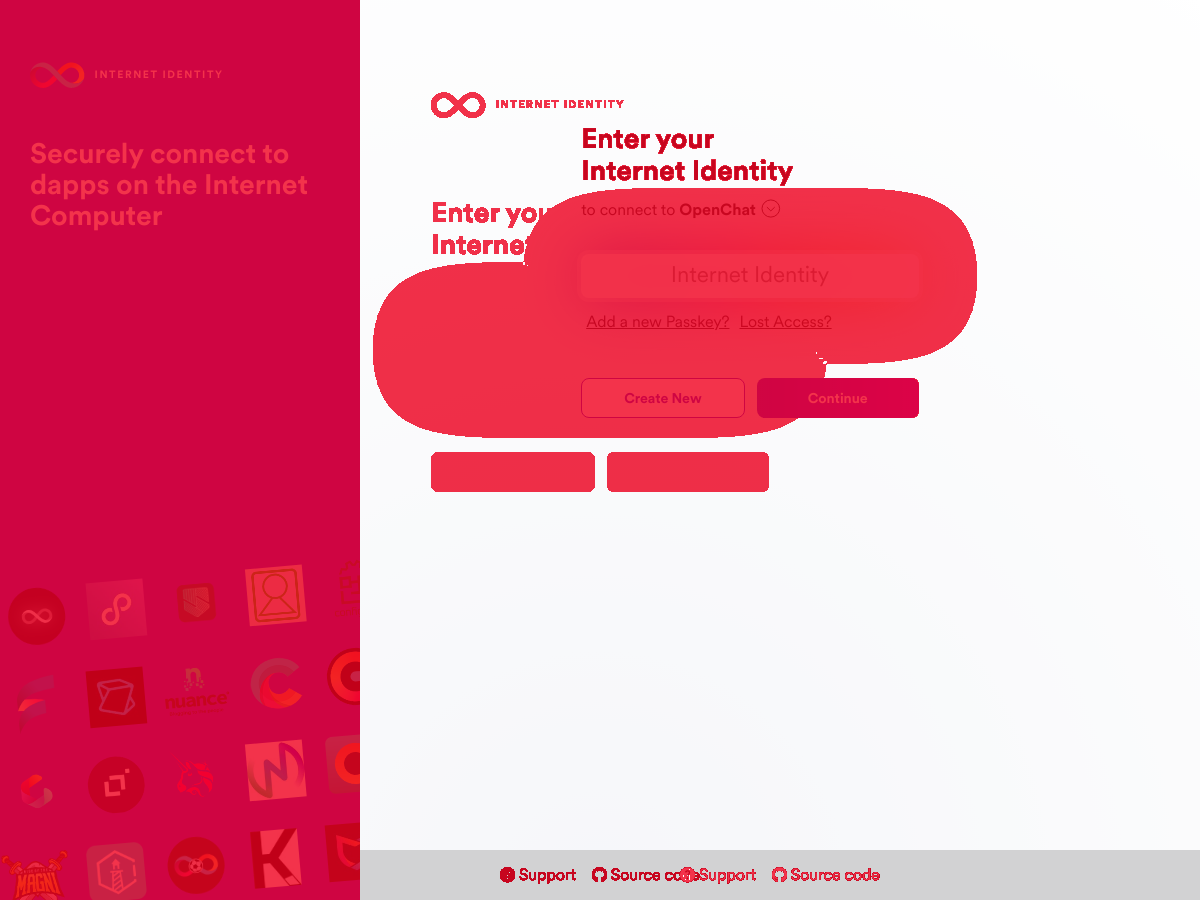 INTERNET IDENTITY
Securely connect to
dapps on the Internet
Computer
nuance
MAGNI
INTERNET IDENTITY
Enter your
Internet Identity
Enter you
Interne
to connect to OpenChat
Internet Identity
Add a new Passkey? Lost Access?
Create New Continue
Support Source code Support Source code